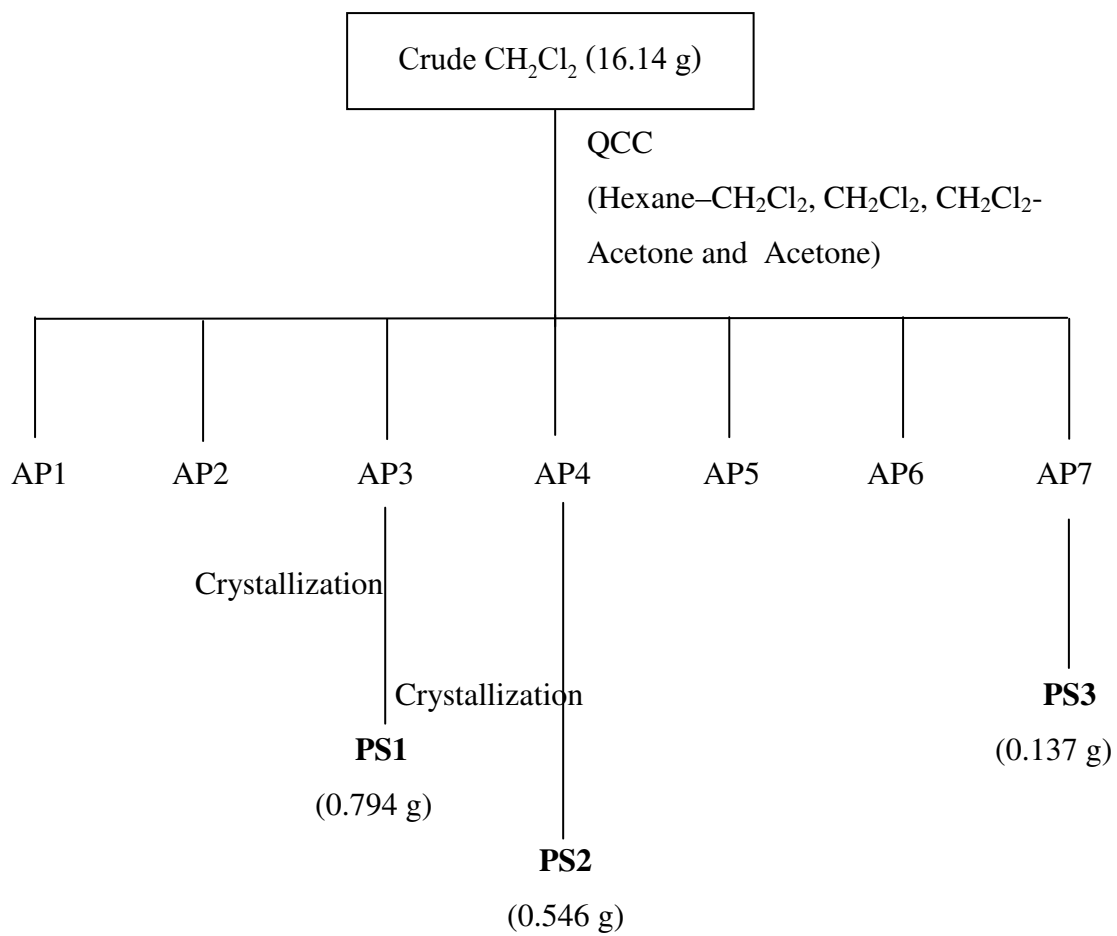 Crude CH₂Cl₂ (16.14 g)
QCC
(Hexane–CH₂Cl₂, CH₂Cl₂, CH₂Cl₂-
Acetone and Acetone)
AP1 AP2 AP3 AP4 AP5 AP6 AP7
Crystallization
Crystallization
PS3
(0.137 g)
PS1
(0.794 g)
PS2
(0.546 g)